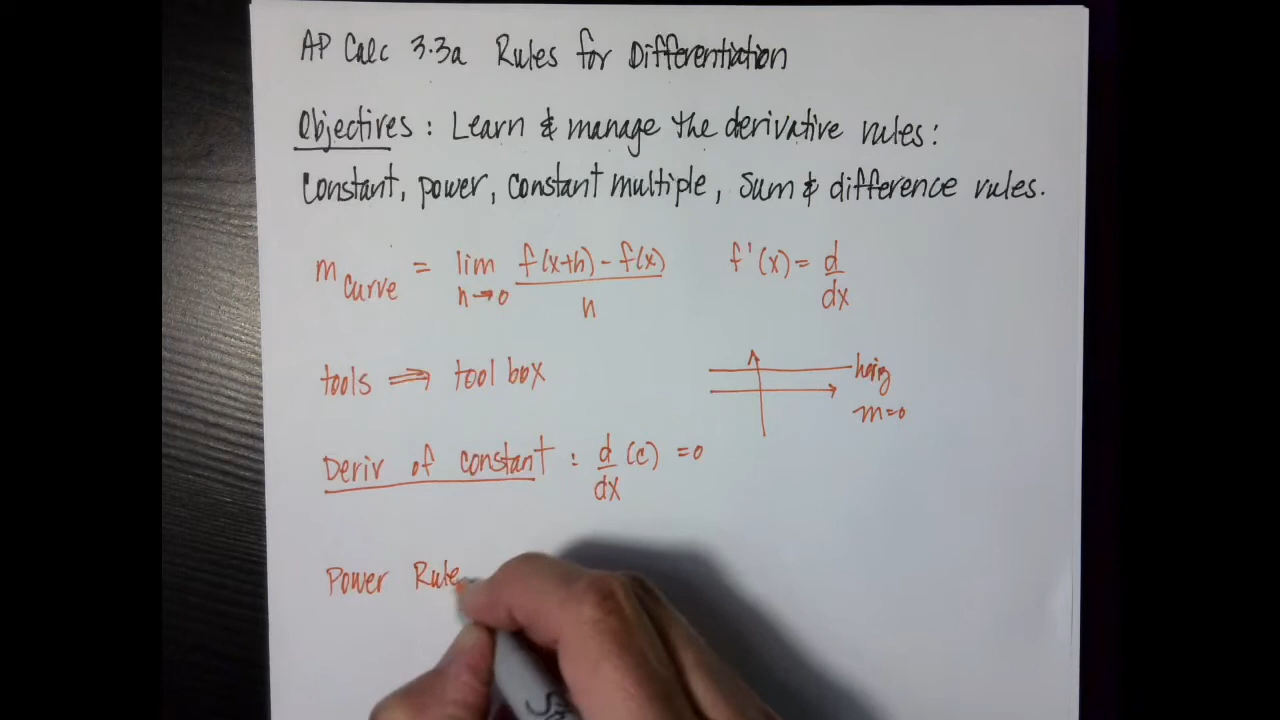 AP Calc 3.3a Rules for Differentiation
Objectives: Learn & manage the derivative rules:
Constant, power, constant multiple, Sum & difference rules.
m curve = lim h→0 f(x+h) - f(x) / h f'(x) = d/dx
tools ⟹ tool box
horiz
m=0
Deriv of constant : d/dx (c) = 0
Power Rule